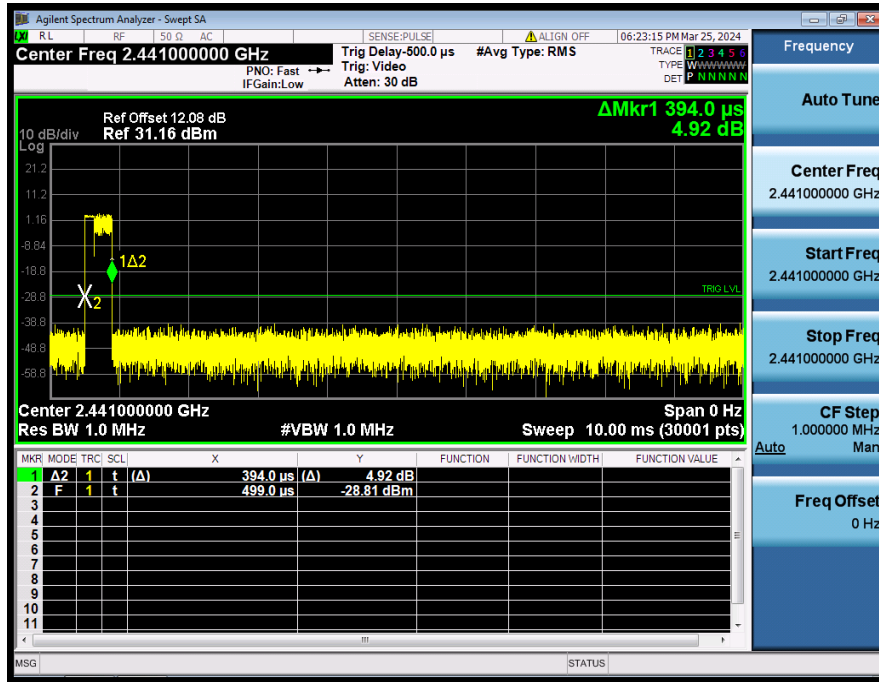 Agilent Spectrum Analyzer - Swept SA
LXI RL RF 50 Ω AC SENSE:PULSE ALIGN OFF 06:23:15 PM Mar 25, 2024
Center Freq 2.441000000 GHz
PNO: Fast
IFGain:Low
Trig Delay-500.0 µs
Trig: Video
Atten: 30 dB
#Avg Type: RMS
TRACE 1 2 3 4 5 6
TYPE WWWWWW
DET P N N N N N
Frequency
Auto Tune
Center Freq
2.441000000 GHz
Start Freq
2.441000000 GHz
Stop Freq
2.441000000 GHz
CF Step
1.000000 MHz
Auto Man
Freq Offset
0 Hz
ΔMkr1 394.0 µs
4.92 dB
Ref Offset 12.08 dB
10 dB/div Ref 31.16 dBm
Log
21.2
11.2
1.16
-8.84
-18.8
-28.8
-38.8
-48.8
-58.8
1Δ2
X2
TRIG LVL
Center 2.441000000 GHz Span 0 Hz
Res BW 1.0 MHz #VBW 1.0 MHz Sweep 10.00 ms (30001 pts)
MKR MODE TRC SCL X Y FUNCTION FUNCTION WIDTH FUNCTION VALUE
1 Δ2 1 t (Δ) 394.0 µs (Δ) 4.92 dB
2 F 1 t 499.0 µs -28.81 dBm
3
4
5
6
7
8
9
10
11
MSG STATUS